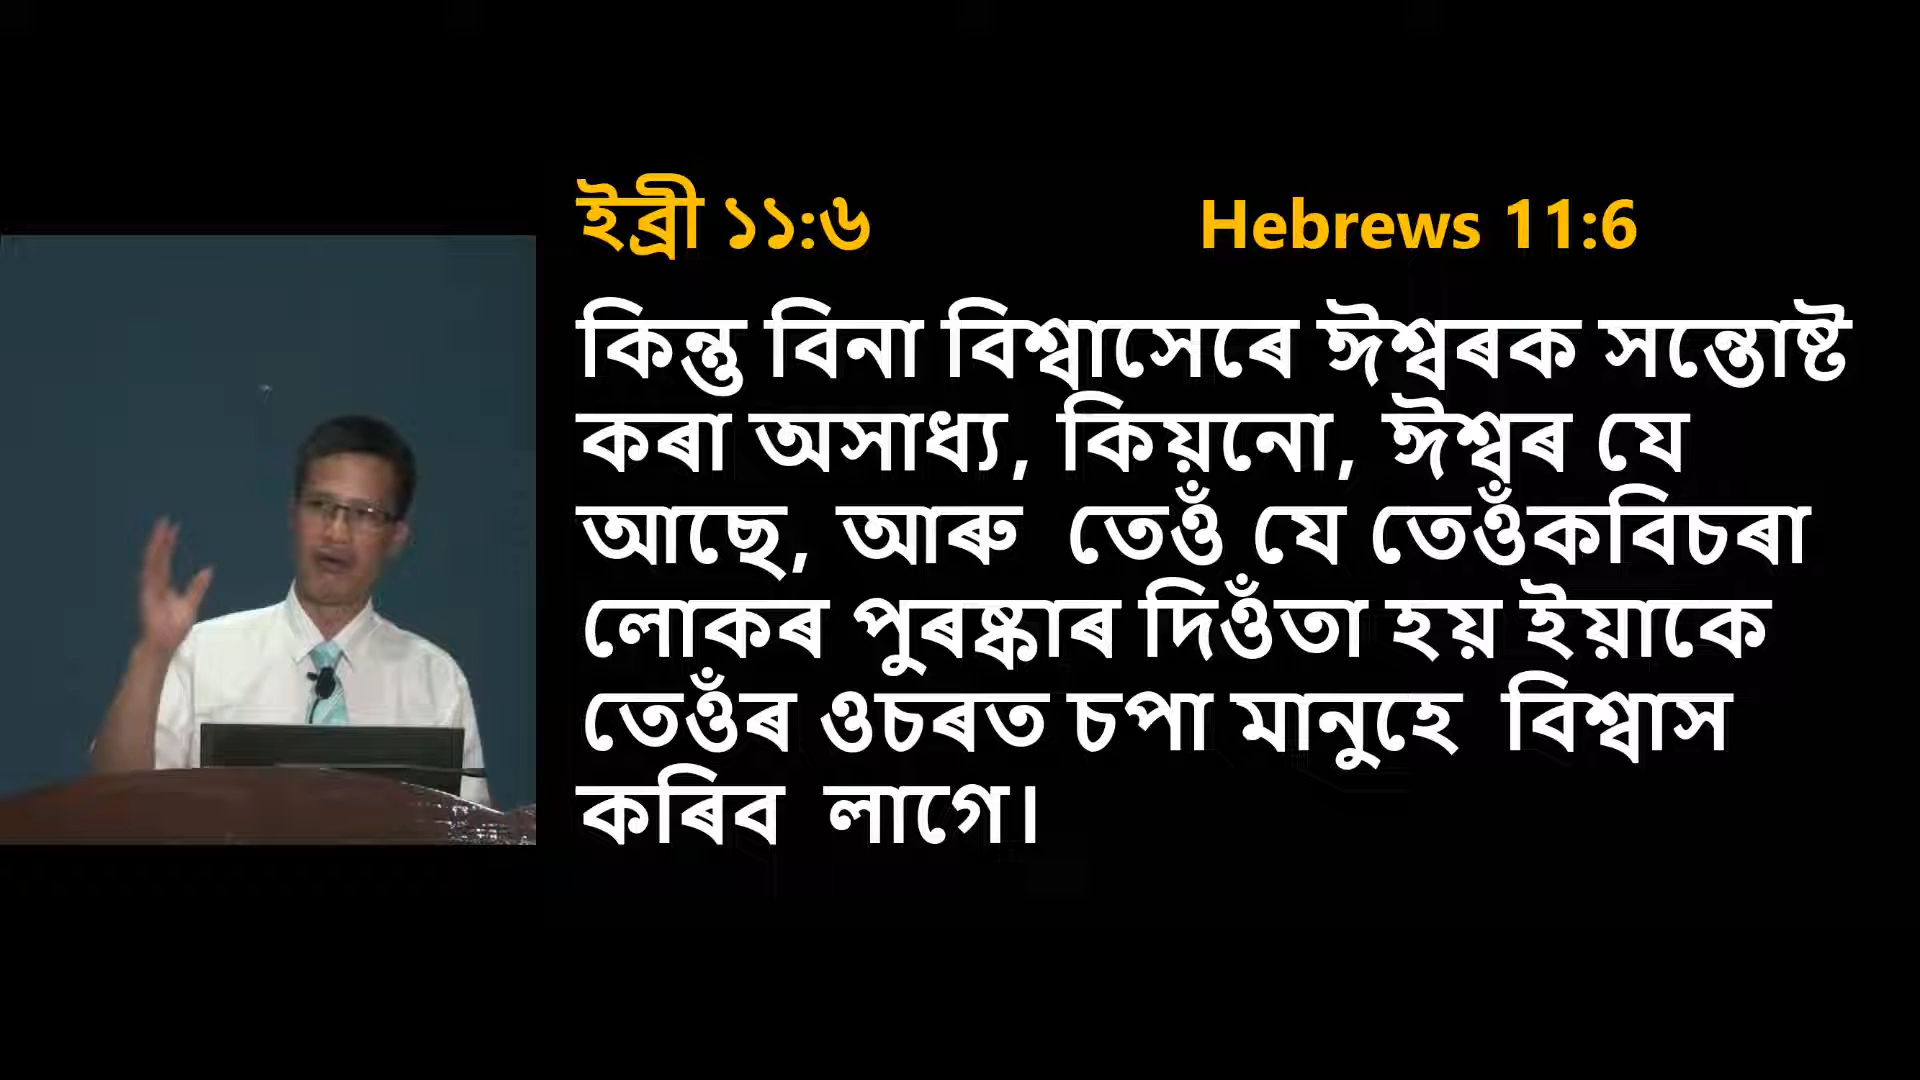 ইব্ৰী ১১:৬ Hebrews 11:6
কিন্তু বিনা বিশ্বাসেৰে ঈশ্বৰক সন্তোষ্ট
কৰা অসাধ্য, কিয়নো, ঈশ্বৰ যে
আছে, আৰু তেওঁ যে তেওঁকবিচৰা
লোকৰ পুৰষ্কাৰ দিওঁতা হয় ইয়াকে
তেওঁৰ ওচৰত চপা মানুহে বিশ্বাস
কৰিব লাগে।